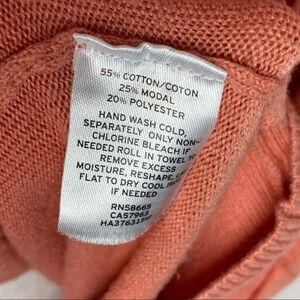 55% COTTON/COTON
25% MODAL
20% POLYESTER
HAND WASH COLD,
SEPARATELY ONLY NON-
CHLORINE BLEACH IF
NEEDED ROLL IN TOWEL TO
REMOVE EXCESS
MOISTURE, RESHAPE,
FLAT TO DRY COOL
IF NEEDED
RN58665
CA57963